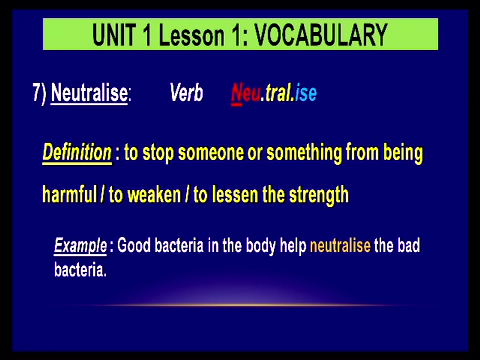 UNIT 1 Lesson 1: VOCABULARY
7) Neutralise: Verb Neu.tral.ise
Definition : to stop someone or something from being
harmful / to weaken / to lessen the strength
Example : Good bacteria in the body help neutralise the bad
bacteria.